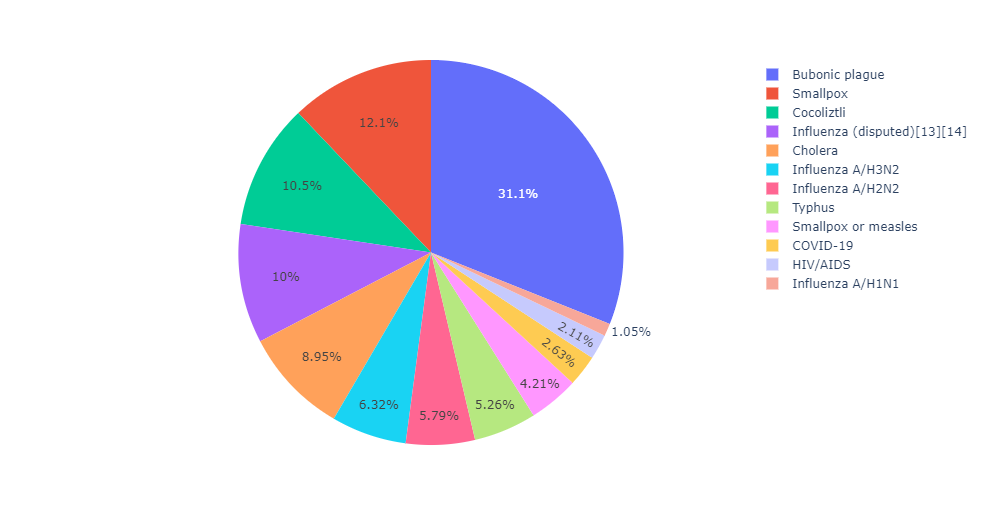 12.1%
31.1%
10.5%
10%
8.95%
6.32%
5.79%
5.26%
4.21%
2.63%
2.11%
1.05%
Bubonic plague
Smallpox
Cocoliztli
Influenza (disputed)[13][14]
Cholera
Influenza A/H3N2
Influenza A/H2N2
Typhus
Smallpox or measles
COVID-19
HIV/AIDS
Influenza A/H1N1